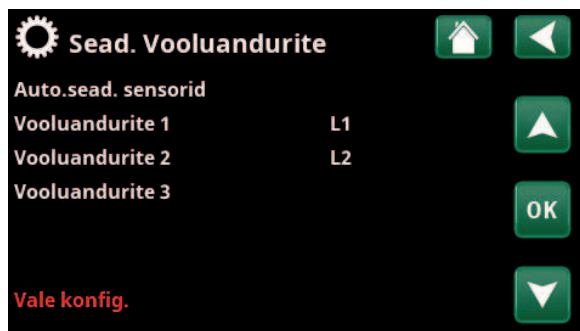 Sead. Vooluandurite
Auto.sead. sensorid
Vooluandurite 1 L1
Vooluandurite 2 L2
Vooluandurite 3
OK
Vale konfig.